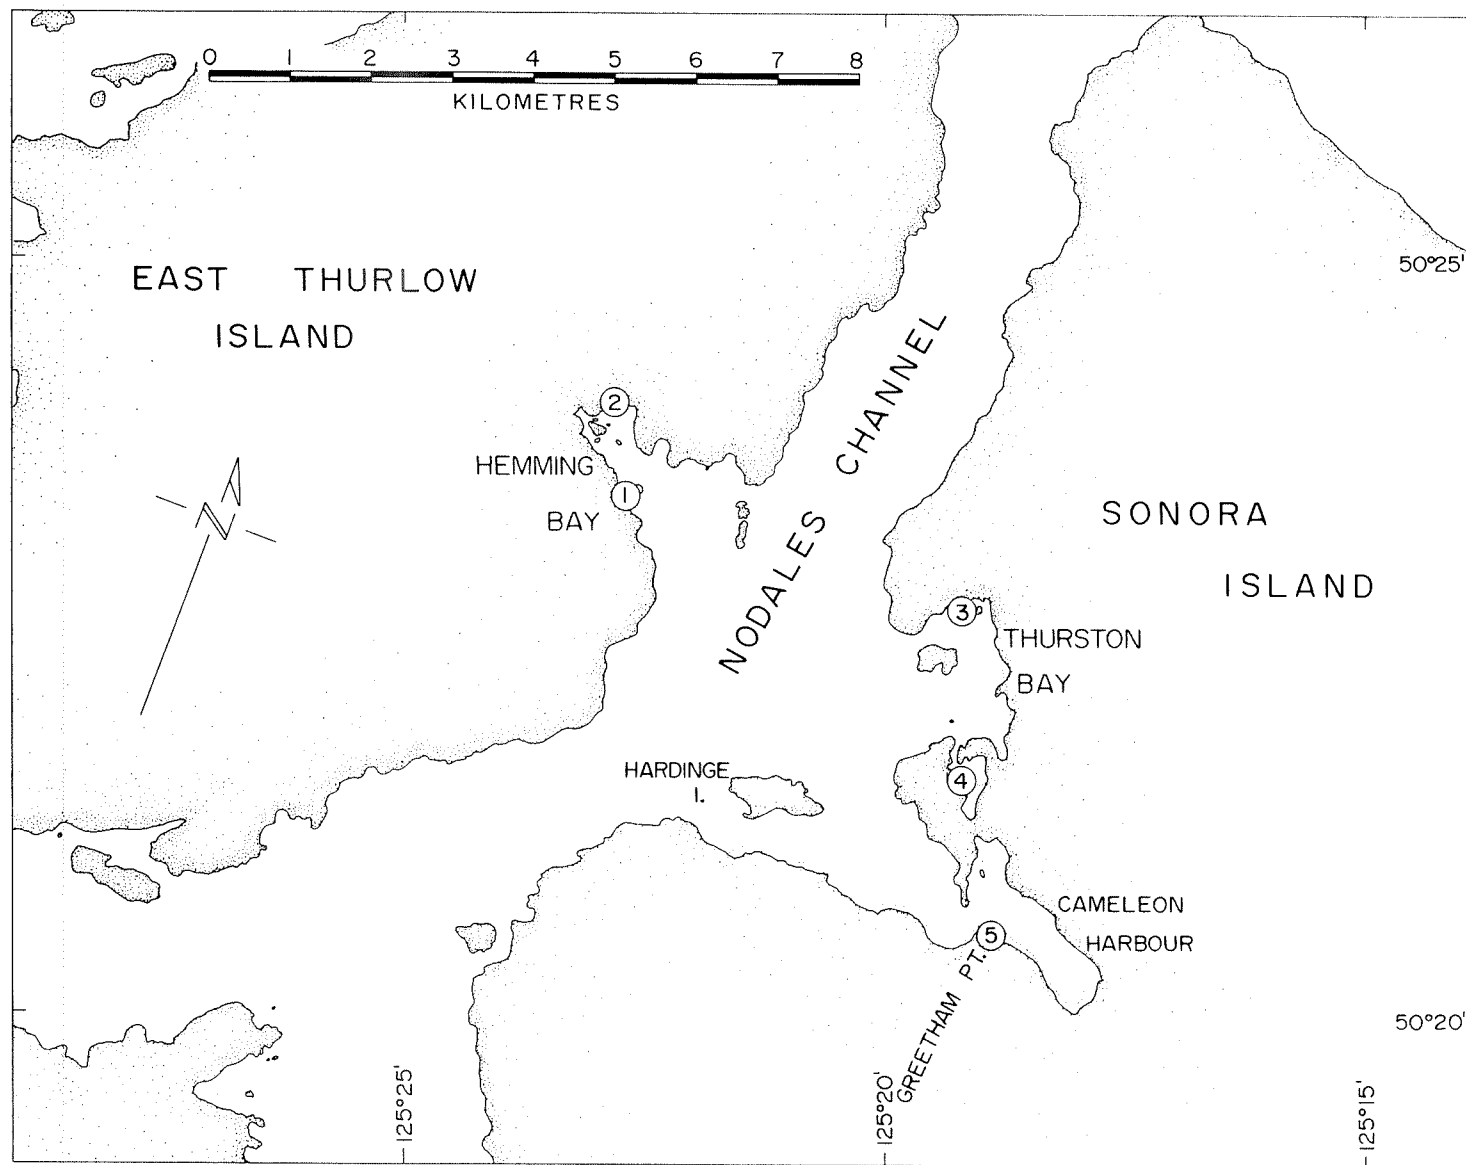 0 1 2 3 4 5 6 7 8
KILOMETRES
50°25'
EAST THURLOW
ISLAND
NODALES CHANNEL
2
HEMMING
1
BAY
N
SONORA
ISLAND
3
THURSTON
BAY
HARDINGE
I.
4
CAMELEON
HARBOUR
5
GREETHAM PT.
50°20'
125°25'
125°20'
125°15'